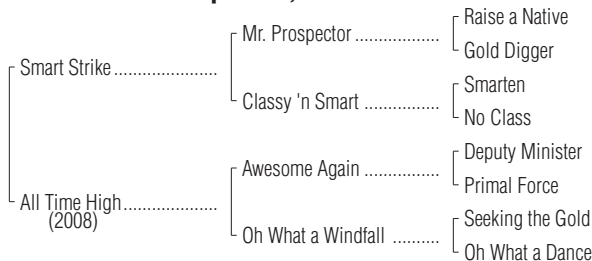 Raise a Native
Mr. Prospector ..................
Gold Digger
Smart Strike ......................
Smarten
Classy 'n Smart ................
No Class
Deputy Minister
Awesome Again ................
Primal Force
All Time High ....................
(2008)
Seeking the Gold
Oh What a Windfall ..........
Oh What a Dance